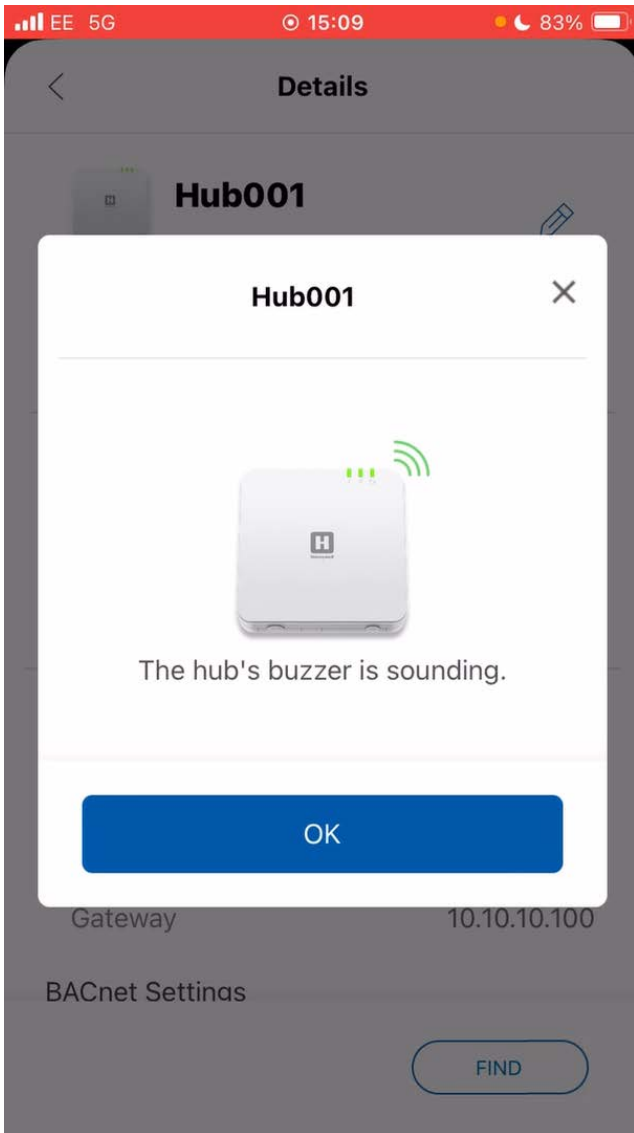 EE 5G 15:09 83%
Details
Hub001
Hub001
H
The hub's buzzer is sounding.
OK
Gateway 10.10.10.100
BACnet Settings
FIND